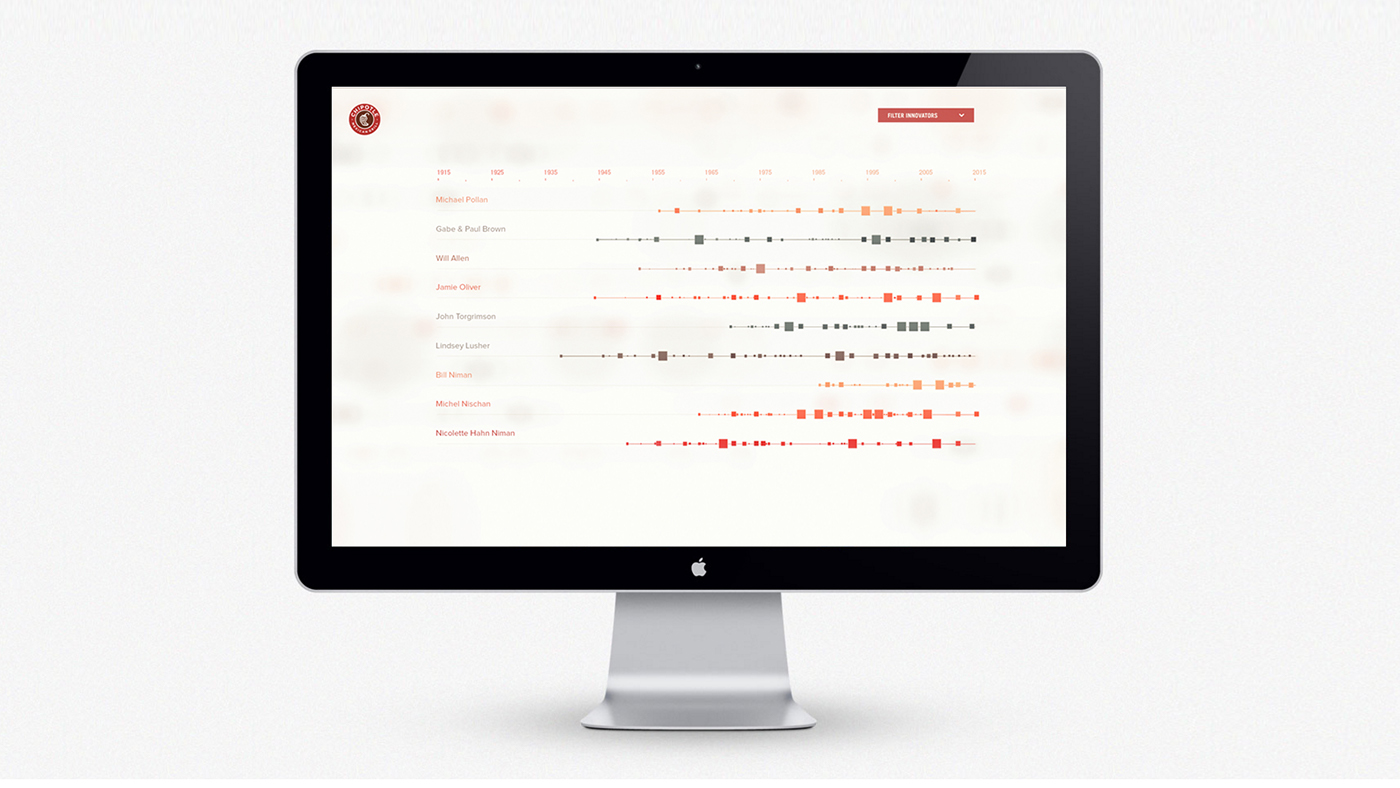 CHIPOTLE
FILTER INNOVATORS
1915 1925 1935 1945 1955 1965 1975 1985 1995 2005 2015
Michael Pollan
Gabe & Paul Brown
Will Allen
Jamie Oliver
John Torgrimson
Lindsey Lusher
Bill Niman
Michel Nischan
Nicolette Hahn Niman